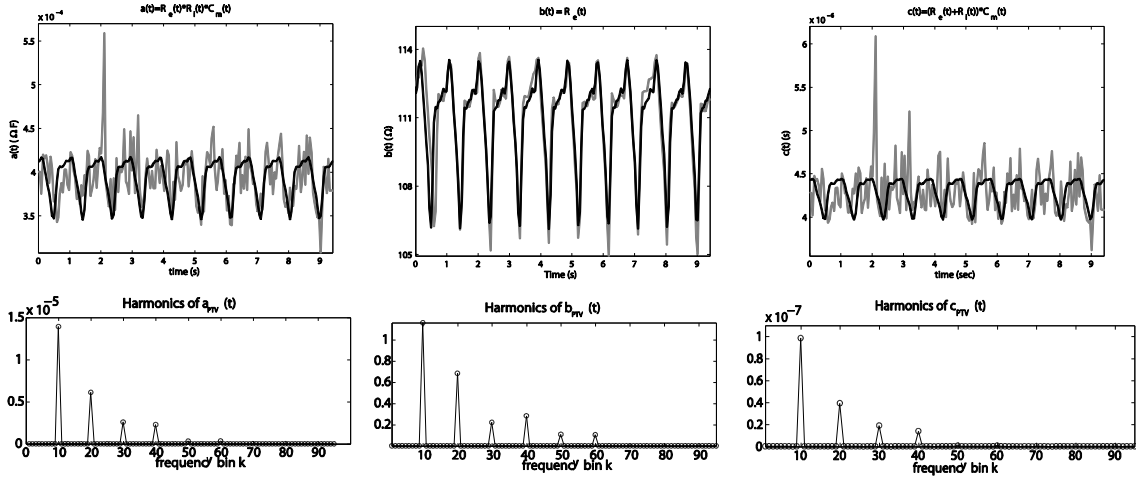 a(t)=R_e(t)*R_i(t)*C_m(t)
x 10^-4
5.5
5
4.5
4
3.5
a(t) (Ω F)
0 1 2 3 4 5 6 7 8 9
time (s)
b(t) = R_e(t)
114
111
108
105
b(t) (Ω)
0 1 2 3 4 5 6 7 8 9
Time (s)
c(t)=(R_e(t)+R_i(t))*C_m(t)
x 10^-6
6
5.5
5
4.5
4
c(t) (s)
0 1 2 3 4 5 6 7 8 9
time (sec)
Harmonics of a_PTV (t)
x 10^-5
1.5
1
0.5
0
0 10 20 30 40 50 60 70 80 90
frequency bin k
Harmonics of b_PTV (t)
1
0.8
0.6
0.4
0.2
10 20 30 40 50 60 70 80 90
frequency bin k
Harmonics of c_PTV (t)
x 10^-7
1
0.8
0.6
0.4
0.2
0
10 20 30 40 50 60 70 80 90
frequency bin k